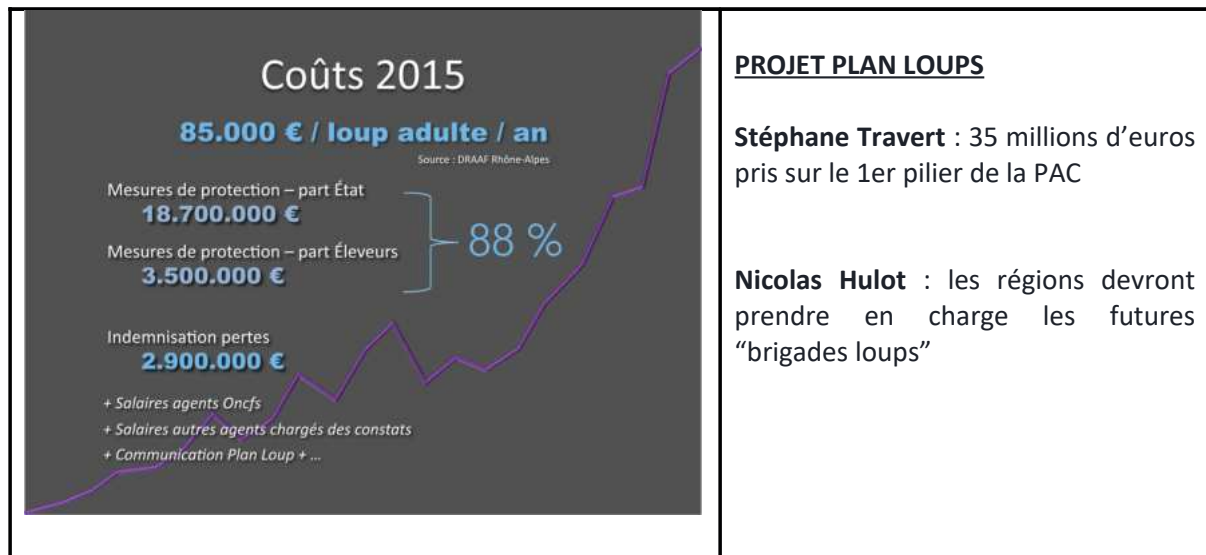 Coûts 2015
85.000 € / loup adulte / an
Source : DRAAF Rhône-Alpes
Mesures de protection – part État
18.700.000 €
88 %
Mesures de protection – part Éleveurs
3.500.000 €
Indemnisation pertes
2.900.000 €
+ Salaires agents Oncfs
+ Salaires autres agents chargés des constats
+ Communication Plan Loup + ...
PROJET PLAN LOUPS
Stéphane Travert : 35 millions d’euros
pris sur le 1er pilier de la PAC
Nicolas Hulot : les régions devront
prendre en charge les futures
“brigades loups”